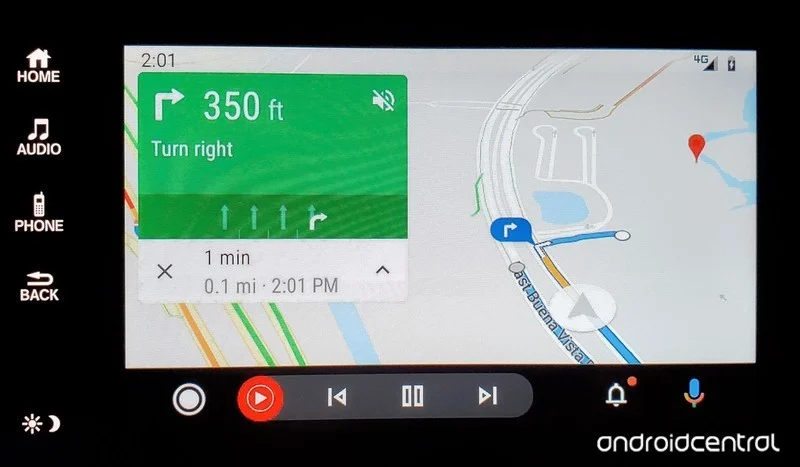 HOME
AUDIO
PHONE
BACK
2:01
4G
350 ft
Turn right
1 min
0.1 mi · 2:01 PM
ast Buena Vista
androidcentral